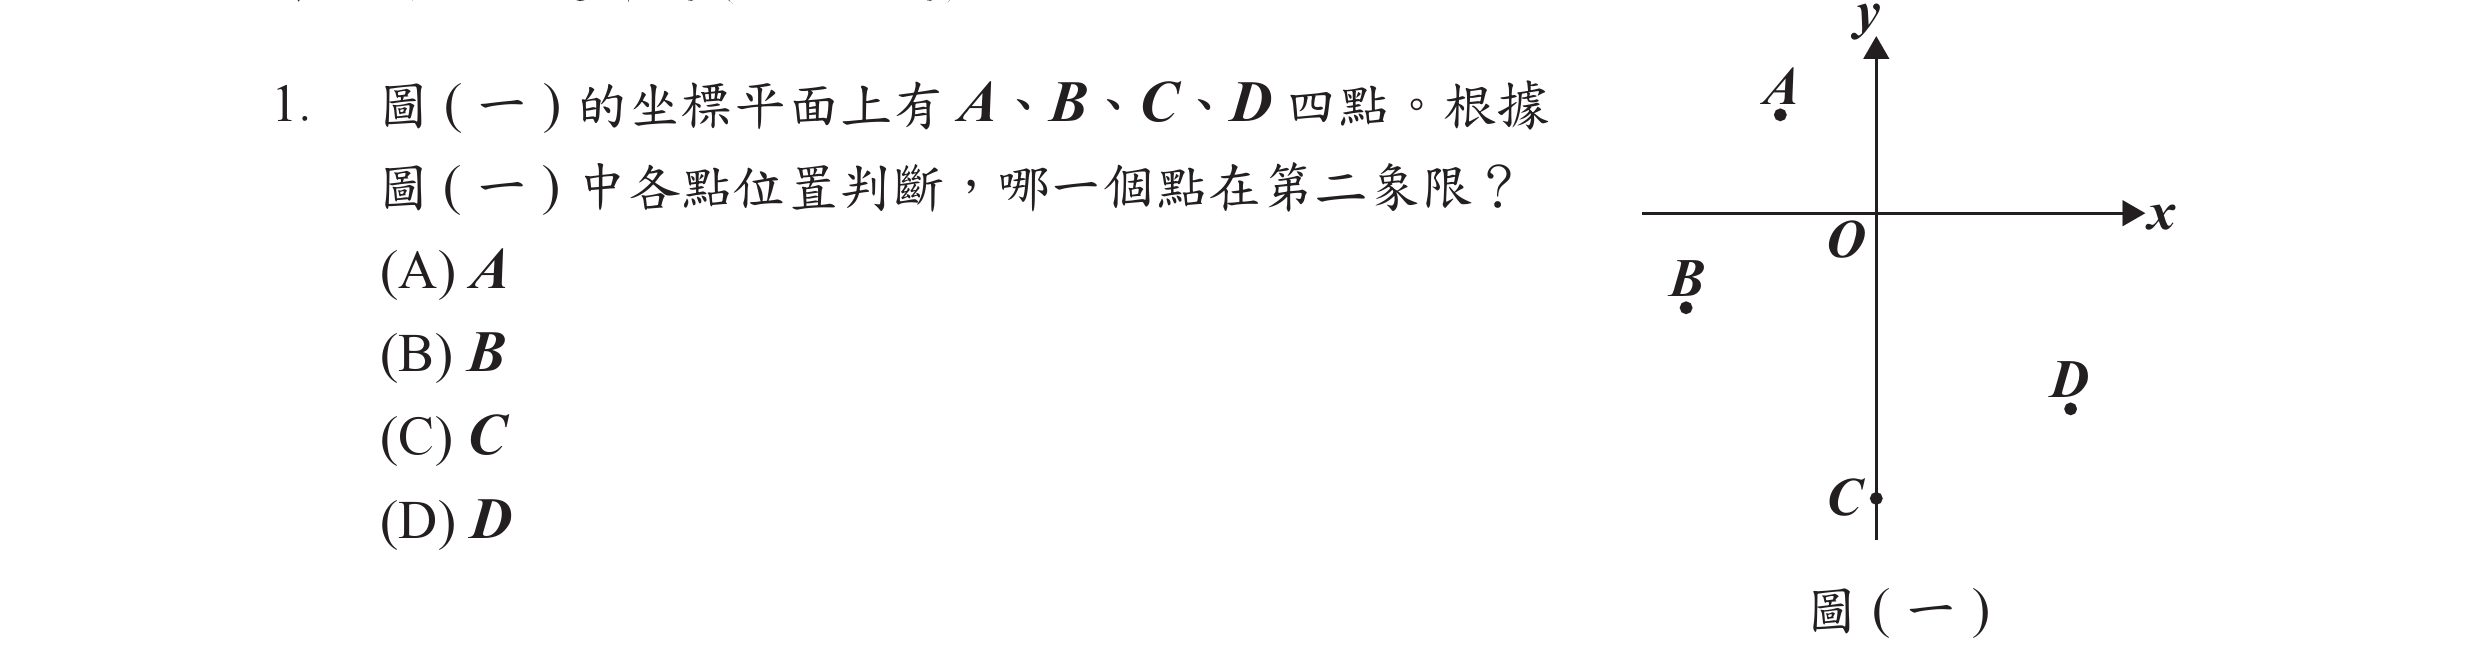 1. 圖(一)的坐標平面上有 A、B、C、D 四點。根據
圖(一)中各點位置判斷，哪一個點在第二象限？
(A) A
(B) B
(C) C
(D) D
y
A
x
O
B
D
C
圖(一)